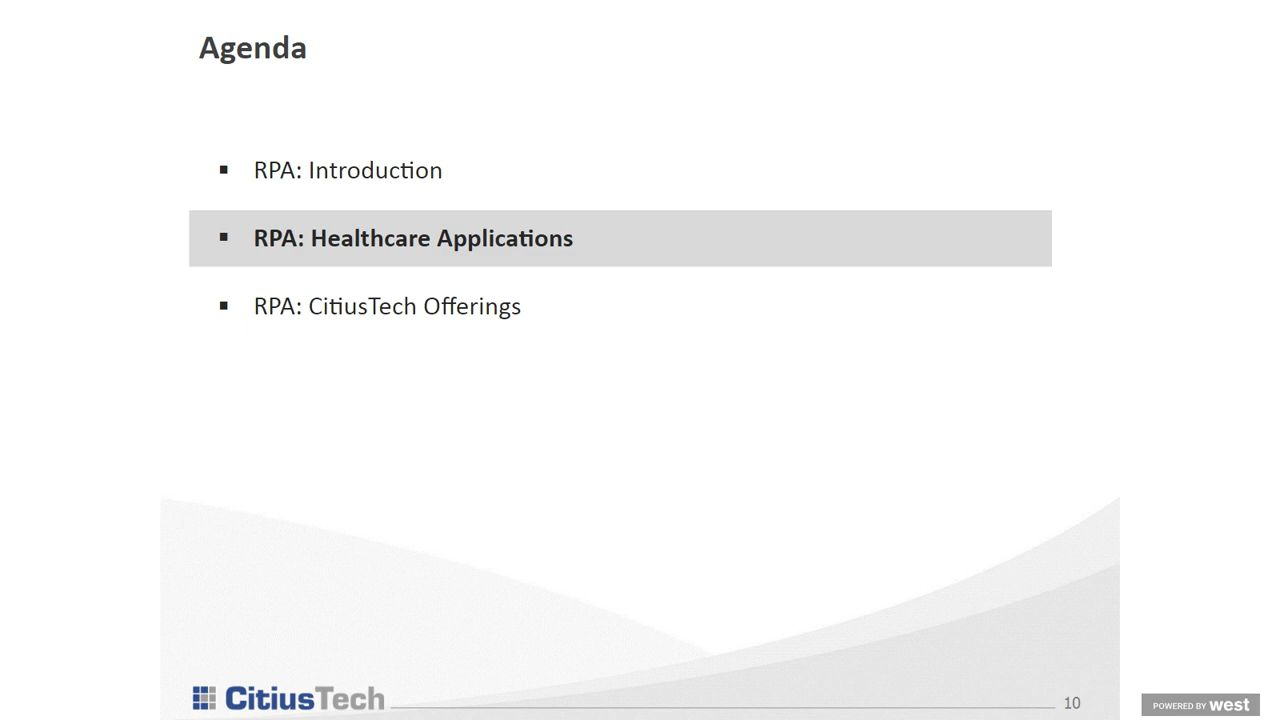 Agenda
▪ RPA: Introduction
▪ RPA: Healthcare Applications
▪ RPA: CitiusTech Offerings
CitiusTech
10
POWERED BY west